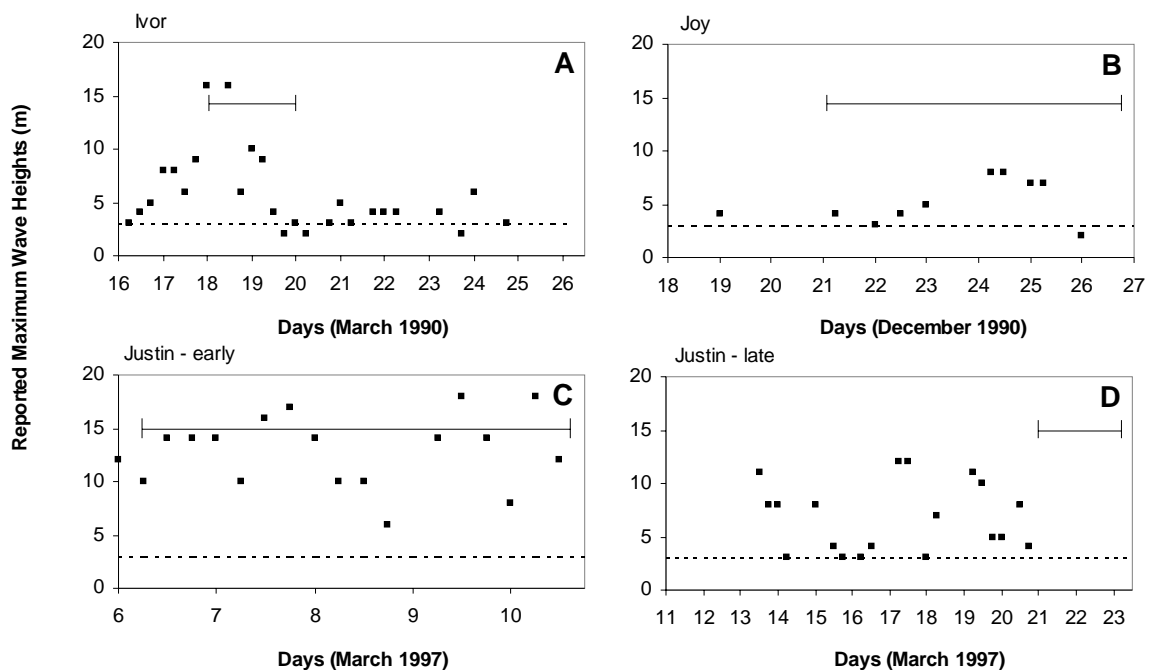 Reported Maximum Wave Heights (m)
Ivor
A
20
15
10
5
0
16 17 18 19 20 21 22 23 24 25 26
Days (March 1990)
Joy
B
20
15
10
5
0
18 19 20 21 22 23 24 25 26 27
Days (December 1990)
Justin - early
C
20
15
10
5
0
6 7 8 9 10
Days (March 1997)
Justin - late
D
20
15
10
5
0
11 12 13 14 15 16 17 18 19 20 21 22 23
Days (March 1997)